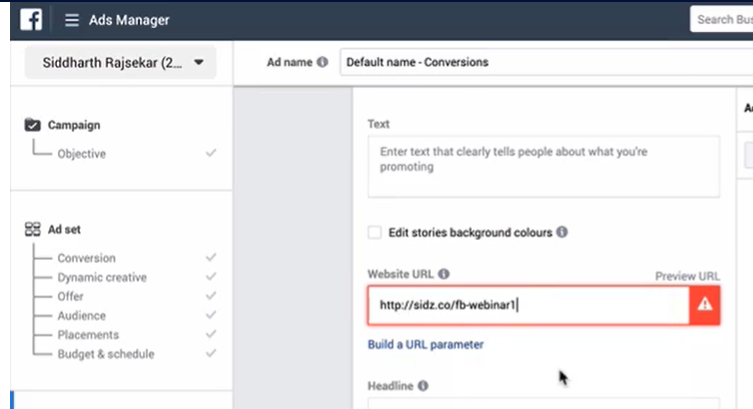 f Ads Manager
Search Bus
Siddharth Rajsekar (2...
Ad name
Default name - Conversions
Campaign
Objective
Ad set
Conversion
Dynamic creative
Offer
Audience
Placements
Budget & schedule
Text
Enter text that clearly tells people about what you're
promoting
Edit stories background colours
Website URL
Preview URL
http://sidz.co/fb-webinar1
Build a URL parameter
Headline